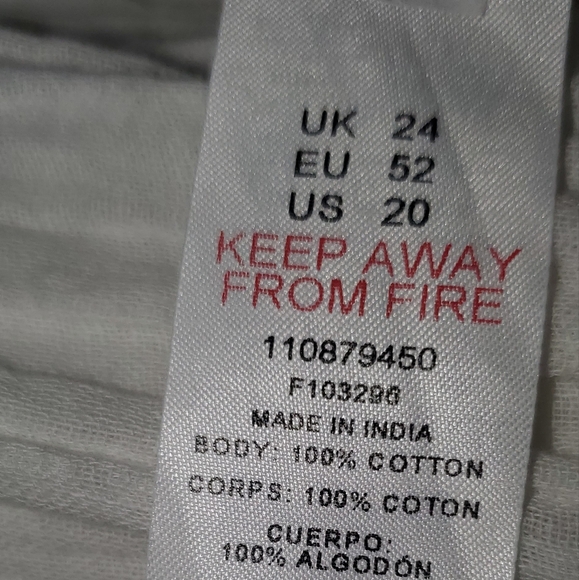 UK 24
EU 52
US 20
KEEP AWAY
FROM FIRE
110879450
F103296
MADE IN INDIA
BODY: 100% COTTON
CORPS: 100% COTON
CUERPO:
100% ALGODÓN